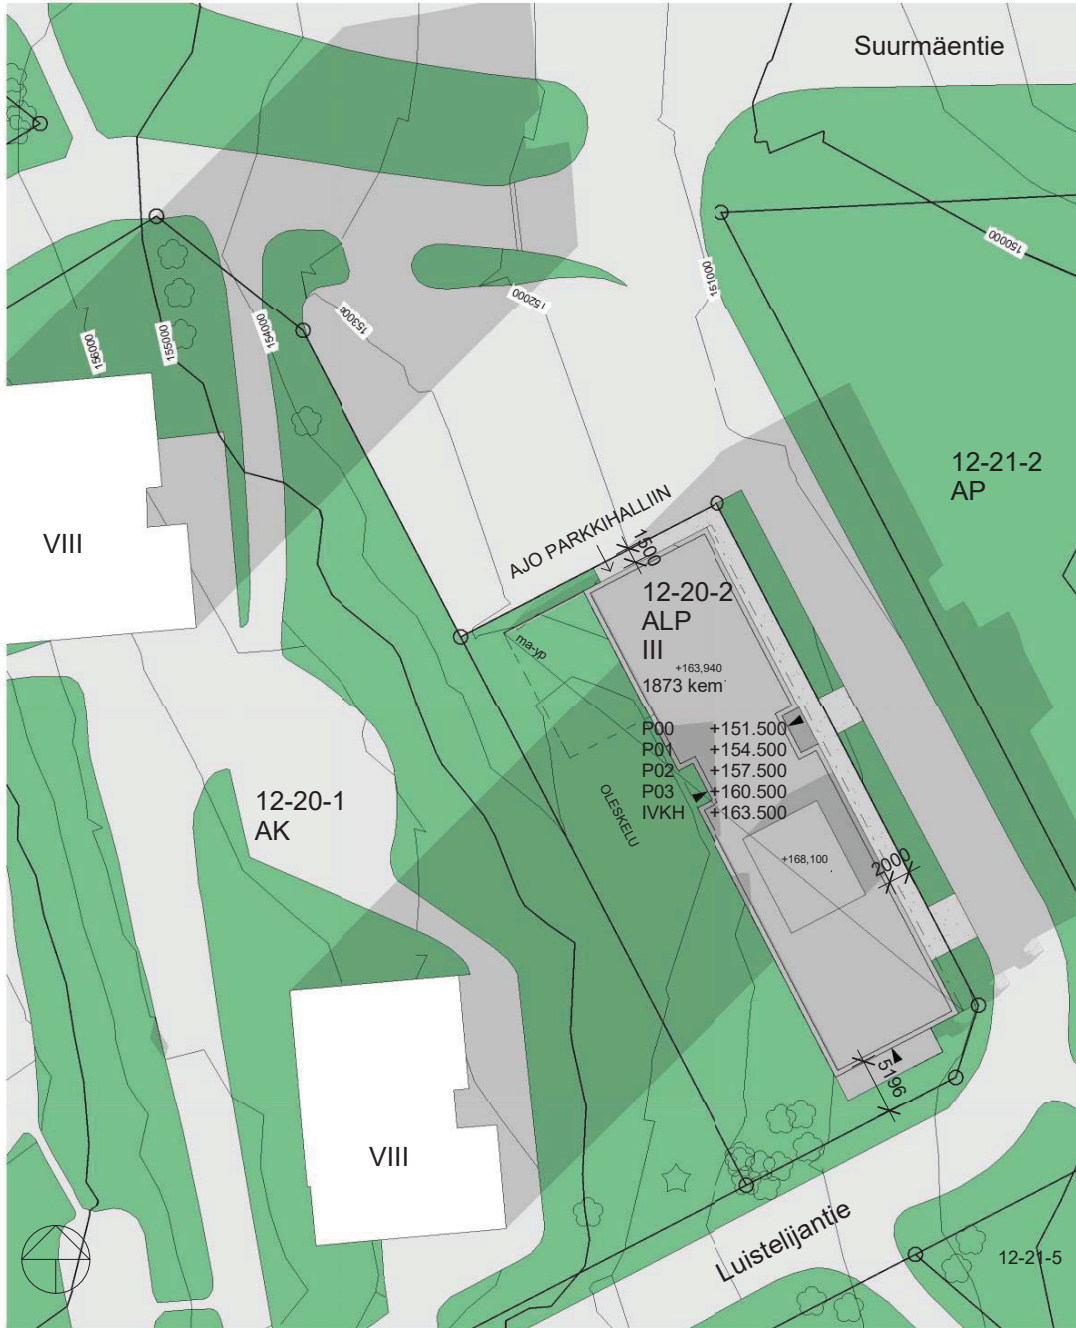 Suurmäentie
150000
151000
152000
15300
154000
155000
156000
12-21-2
AP
VIII
AJO PARKKIHALLIIN
1500
12-20-2
ALP
III
+163,940
1873 kem
ma-yp
P00 +151.500
P01 +154.500
P02 +157.500
P03 +160.500
IVKH +163.500
OLESKELU
12-20-1
AK
+168,100
2000
5196
VIII
Luistelijantie
12-21-5